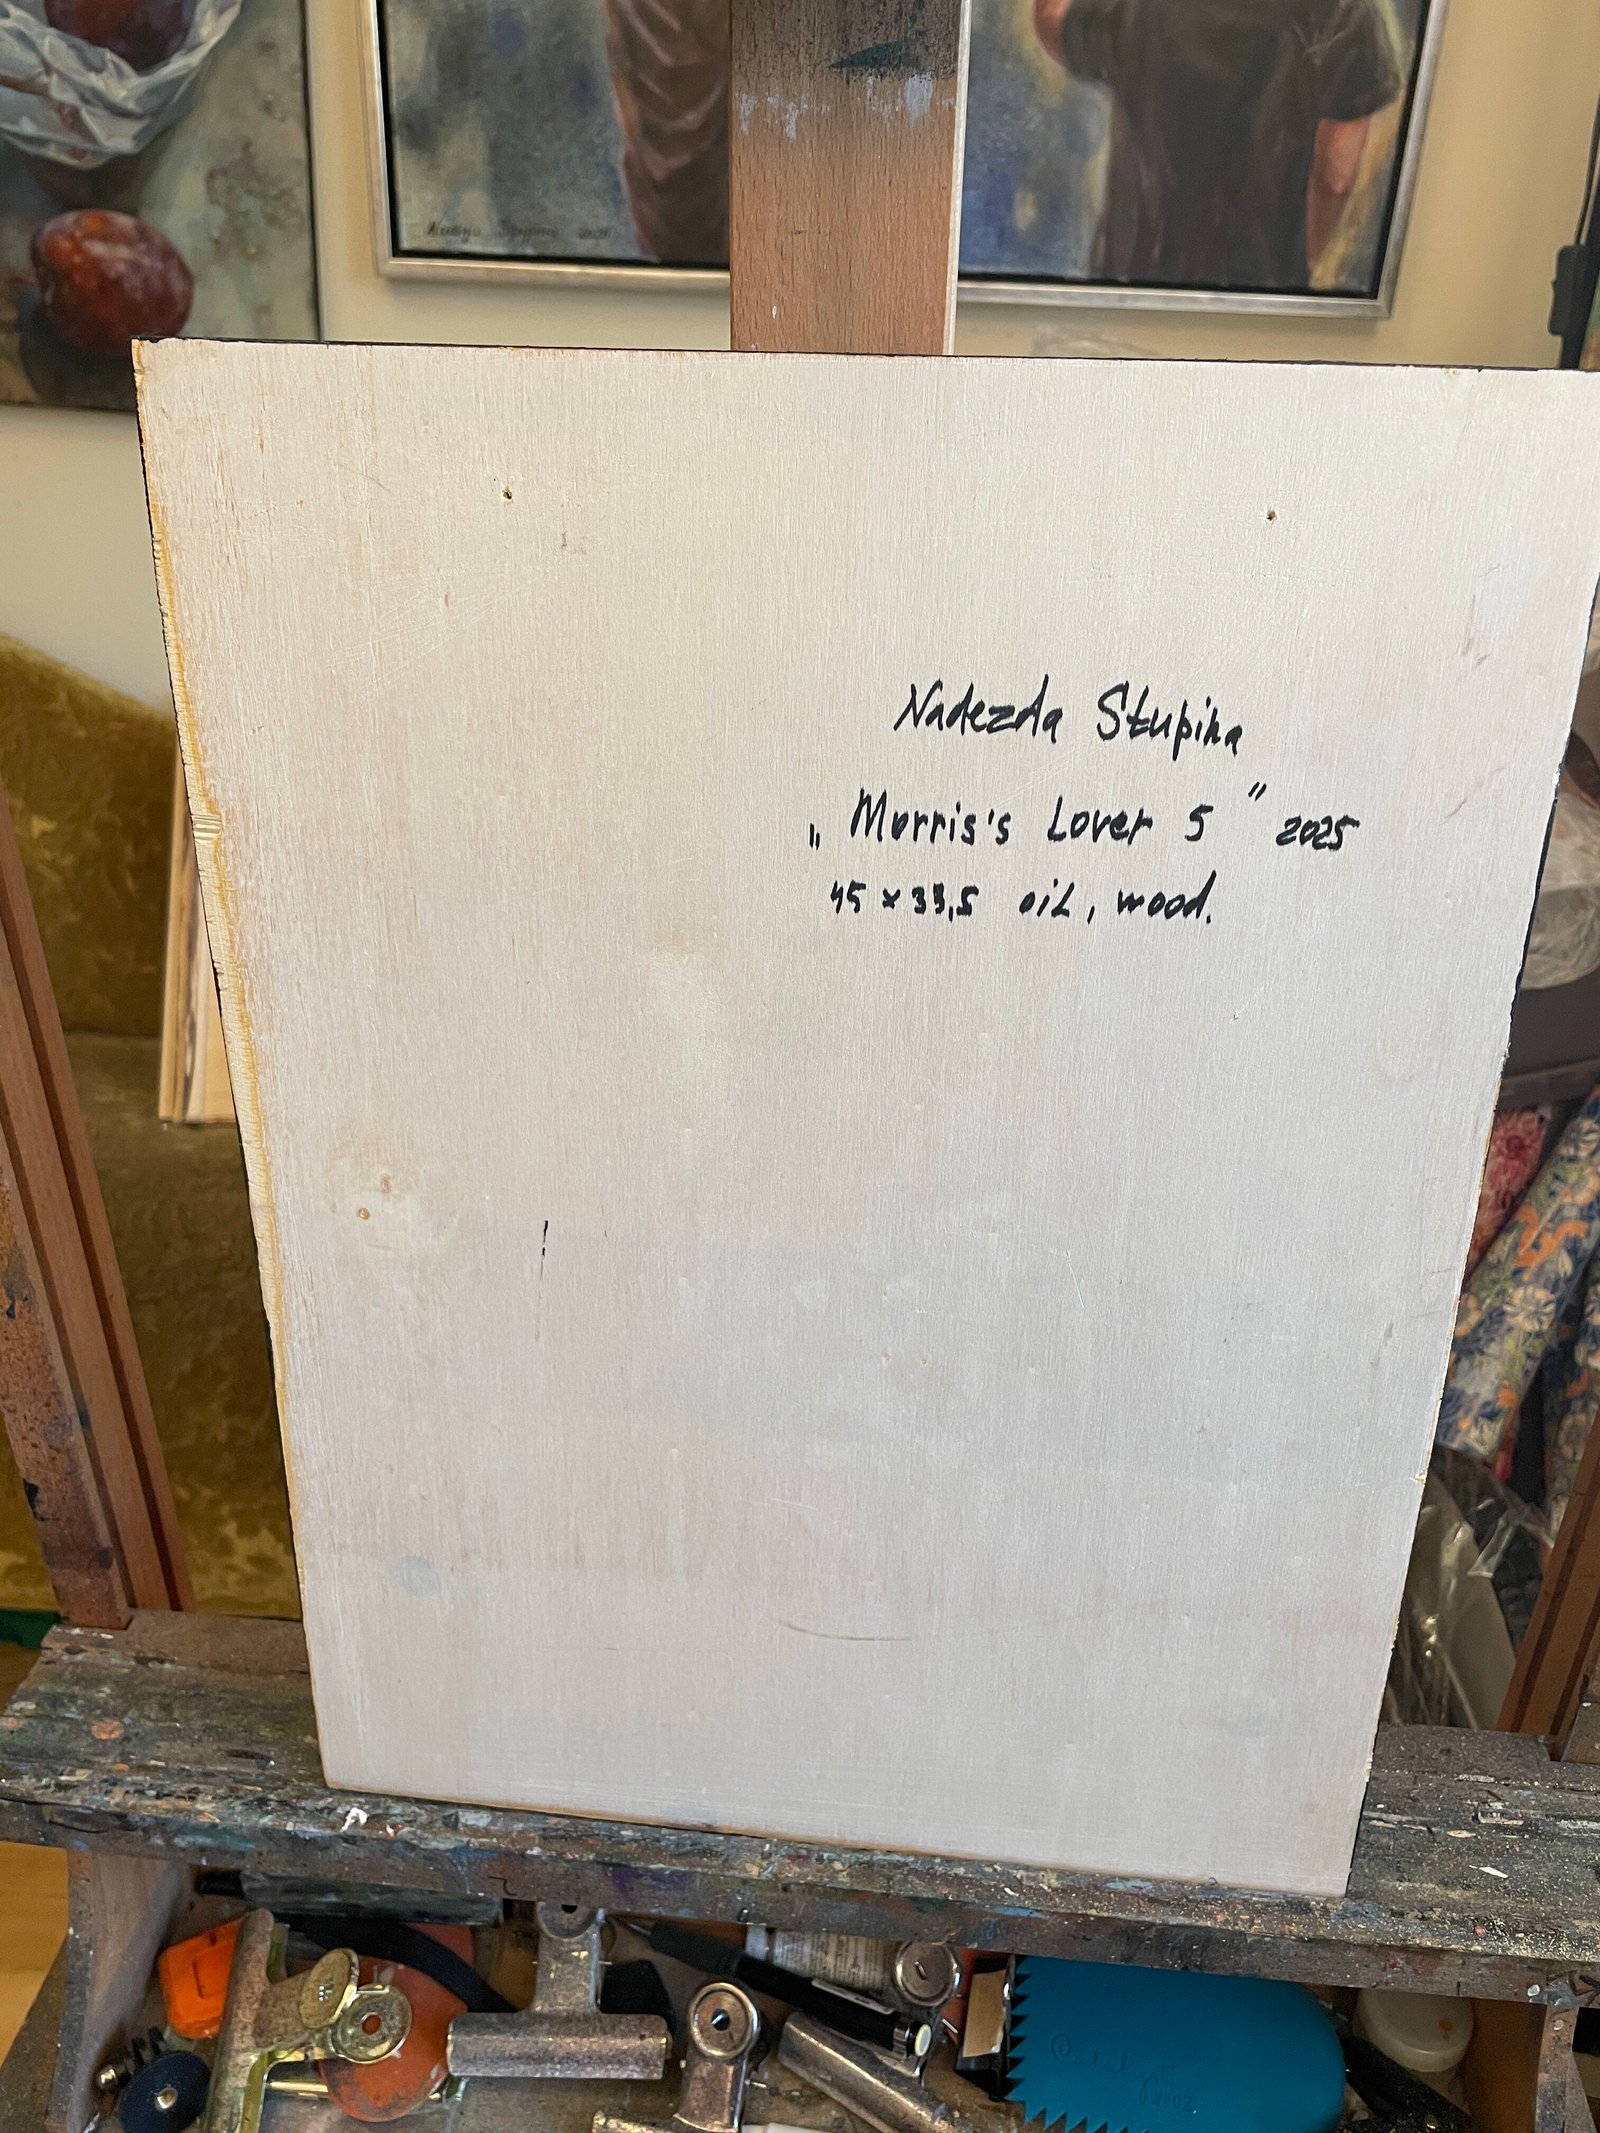 Nadezda Stupina
„Morris's Lover 5" 2025
45 x 33,5 oil, wood.